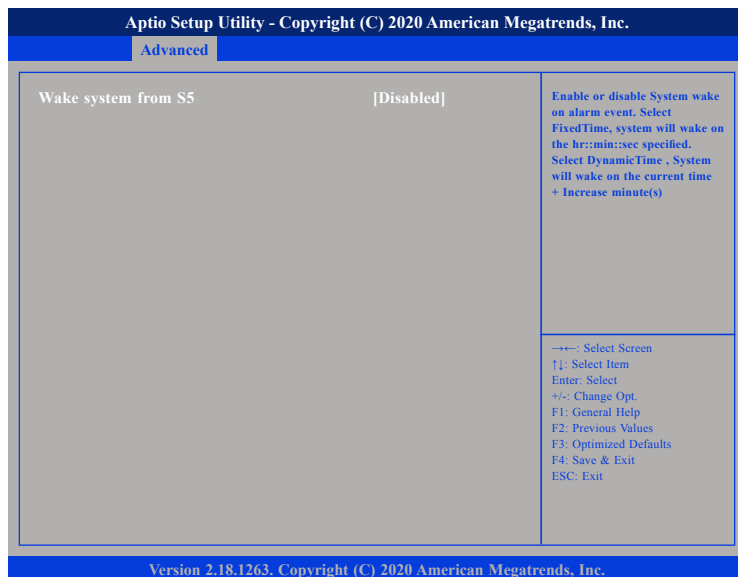 Aptio Setup Utility - Copyright (C) 2020 American Megatrends, Inc.
Advanced
Wake system from S5 [Disabled]
Enable or disable System wake
on alarm event. Select
FixedTime, system will wake on
the hr::min::sec specified.
Select DynamicTime , System
will wake on the current time
+ Increase minute(s)
→←: Select Screen
↑↓: Select Item
Enter: Select
+/-: Change Opt.
F1: General Help
F2: Previous Values
F3: Optimized Defaults
F4: Save & Exit
ESC: Exit
Version 2.18.1263. Copyright (C) 2020 American Megatrends, Inc.